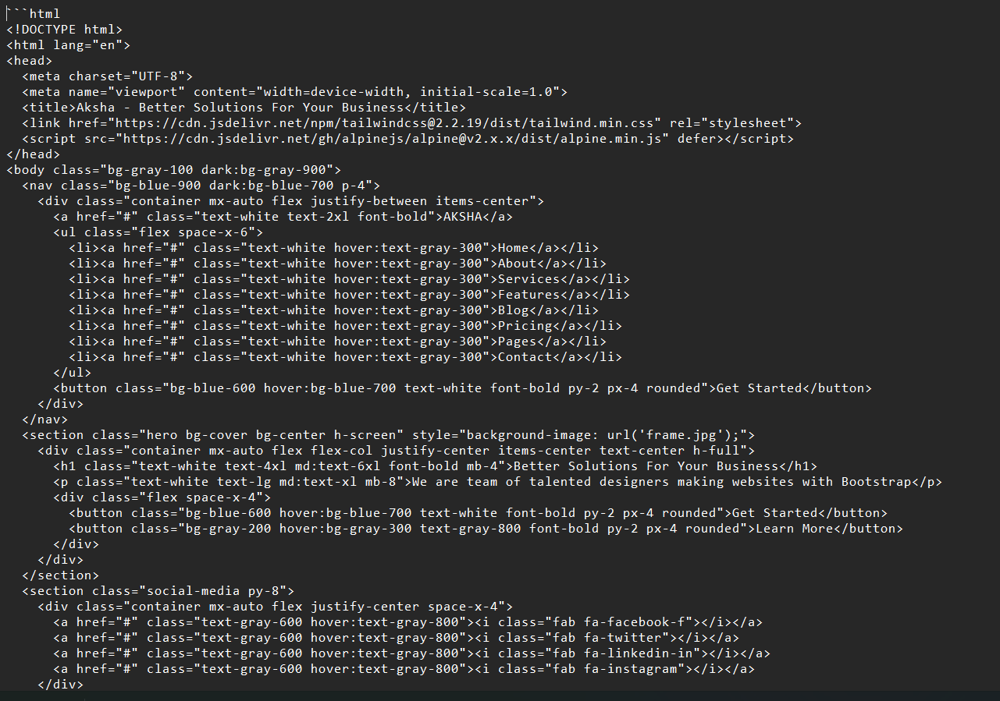 ```html
<!DOCTYPE html>
<html lang="en">
<head>
  <meta charset="UTF-8">
  <meta name="viewport" content="width=device-width, initial-scale=1.0">
  <title>Aksha - Better Solutions For Your Business</title>
  <link href="https://cdn.jsdelivr.net/npm/tailwindcss@2.2.19/dist/tailwind.min.css" rel="stylesheet">
  <script src="https://cdn.jsdelivr.net/gh/alpinejs/alpine@v2.x.x/dist/alpine.min.js" defer></script>
</head>
<body class="bg-gray-100 dark:bg-gray-900">
  <nav class="bg-blue-900 dark:bg-blue-700 p-4">
    <div class="container mx-auto flex justify-between items-center">
      <a href="#" class="text-white text-2xl font-bold">AKSHA</a>
      <ul class="flex space-x-6">
        <li><a href="#" class="text-white hover:text-gray-300">Home</a></li>
        <li><a href="#" class="text-white hover:text-gray-300">About</a></li>
        <li><a href="#" class="text-white hover:text-gray-300">Services</a></li>
        <li><a href="#" class="text-white hover:text-gray-300">Features</a></li>
        <li><a href="#" class="text-white hover:text-gray-300">Blog</a></li>
        <li><a href="#" class="text-white hover:text-gray-300">Pricing</a></li>
        <li><a href="#" class="text-white hover:text-gray-300">Pages</a></li>
        <li><a href="#" class="text-white hover:text-gray-300">Contact</a></li>
      </ul>
      <button class="bg-blue-600 hover:bg-blue-700 text-white font-bold py-2 px-4 rounded">Get Started</button>
    </div>
  </nav>
  <section class="hero bg-cover bg-center h-screen" style="background-image: url('frame.jpg');">
    <div class="container mx-auto flex flex-col justify-center items-center text-center h-full">
      <h1 class="text-white text-4xl md:text-6xl font-bold mb-4">Better Solutions For Your Business</h1>
      <p class="text-white text-lg md:text-xl mb-8">We are team of talented designers making websites with Bootstrap</p>
      <div class="flex space-x-4">
        <button class="bg-blue-600 hover:bg-blue-700 text-white font-bold py-2 px-4 rounded">Get Started</button>
        <button class="bg-gray-200 hover:bg-gray-300 text-gray-800 font-bold py-2 px-4 rounded">Learn More</button>
      </div>
    </div>
  </section>
  <section class="social-media py-8">
    <div class="container mx-auto flex justify-center space-x-4">
      <a href="#" class="text-gray-600 hover:text-gray-800"><i class="fab fa-facebook-f"></i></a>
      <a href="#" class="text-gray-600 hover:text-gray-800"><i class="fab fa-twitter"></i></a>
      <a href="#" class="text-gray-600 hover:text-gray-800"><i class="fab fa-linkedin-in"></i></a>
      <a href="#" class="text-gray-600 hover:text-gray-800"><i class="fab fa-instagram"></i></a>
    </div>